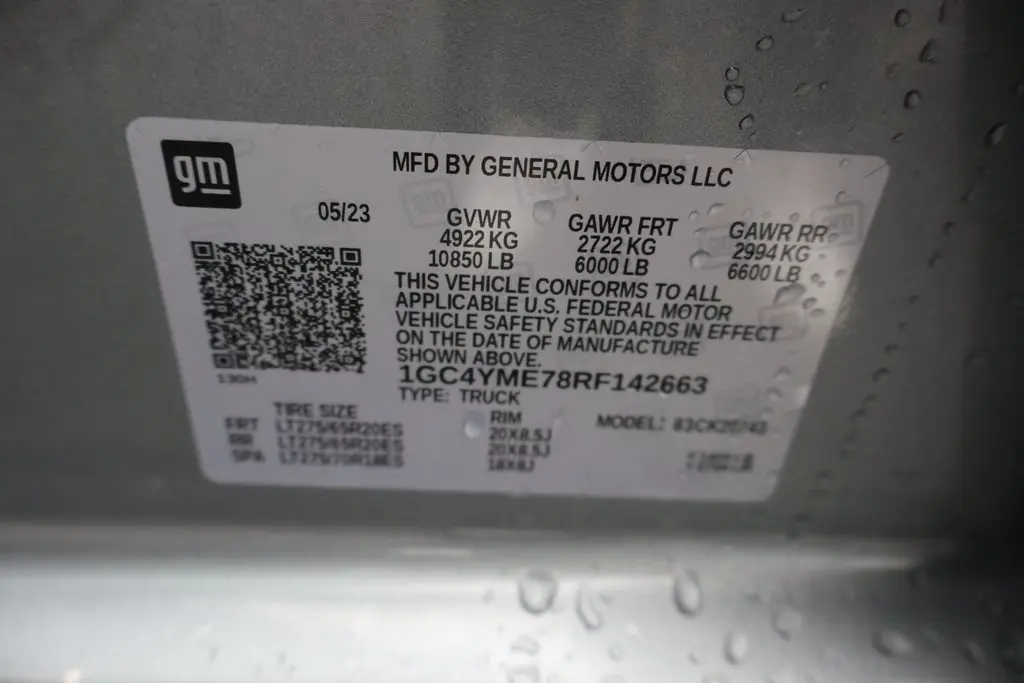 gm
MFD BY GENERAL MOTORS LLC
05/23
GVWR
4922 KG
10850 LB
GAWR FRT
2722 KG
6000 LB
GAWR RR
2994 KG
6600 LB
THIS VEHICLE CONFORMS TO ALL
APPLICABLE U.S. FEDERAL MOTOR
VEHICLE SAFETY STANDARDS IN EFFECT
ON THE DATE OF MANUFACTURE
SHOWN ABOVE.
1GC4YME78RF142663
TYPE: TRUCK
130H
TIRE SIZE
RIM
FRT LT275/65R20ES 20X8.5J
RR LT275/65R20ES 20X8.5J
SPA LT275/70R18ES 18X8J
MODEL: